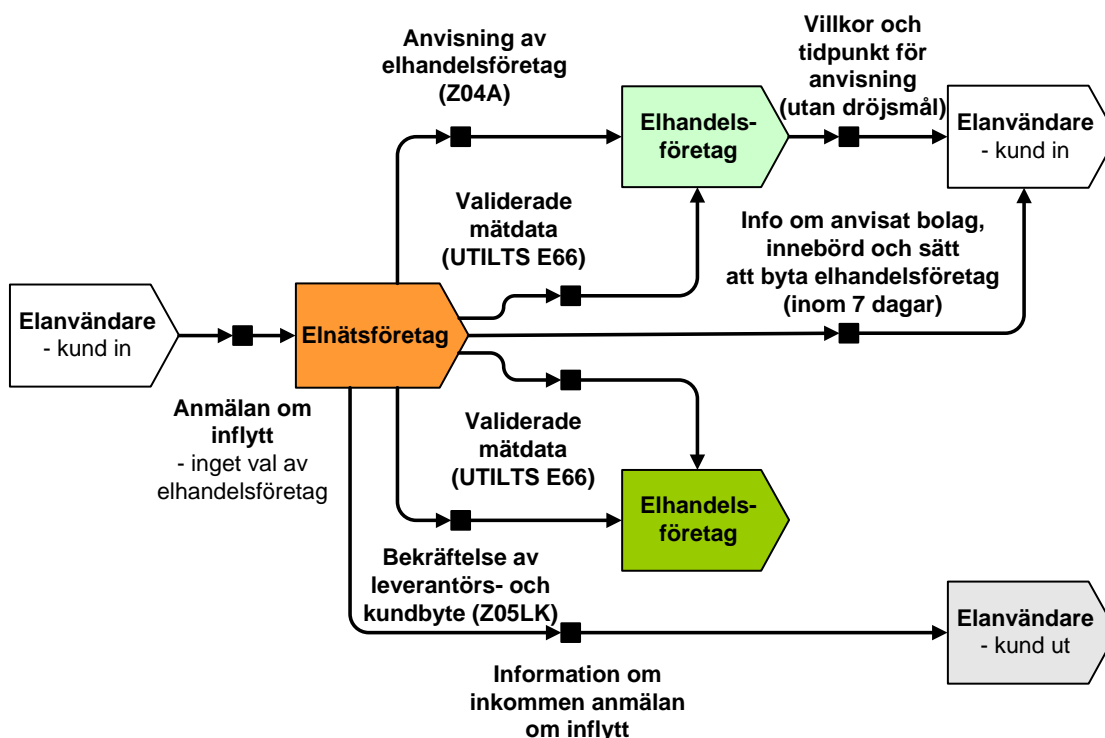 Anvisning av
elhandelsföretag
(Z04A)
Villkor och
tidpunkt för
anvisning
(utan dröjsmål)
Elhandels-
företag
Elanvändare
- kund in
Validerade
mätdata
(UTILTS E66)
Info om anvisat bolag,
innebörd och sätt
att byta elhandelsföretag
(inom 7 dagar)
Elanvändare
- kund in
Elnätsföretag
Anmälan om
inflytt
- inget val av
elhandelsföretag
Validerade
mätdata
(UTILTS E66)
Elhandels-
företag
Bekräftelse av
leverantörs- och
kundbyte (Z05LK)
Elanvändare
- kund ut
Information om
inkommen anmälan
om inflytt